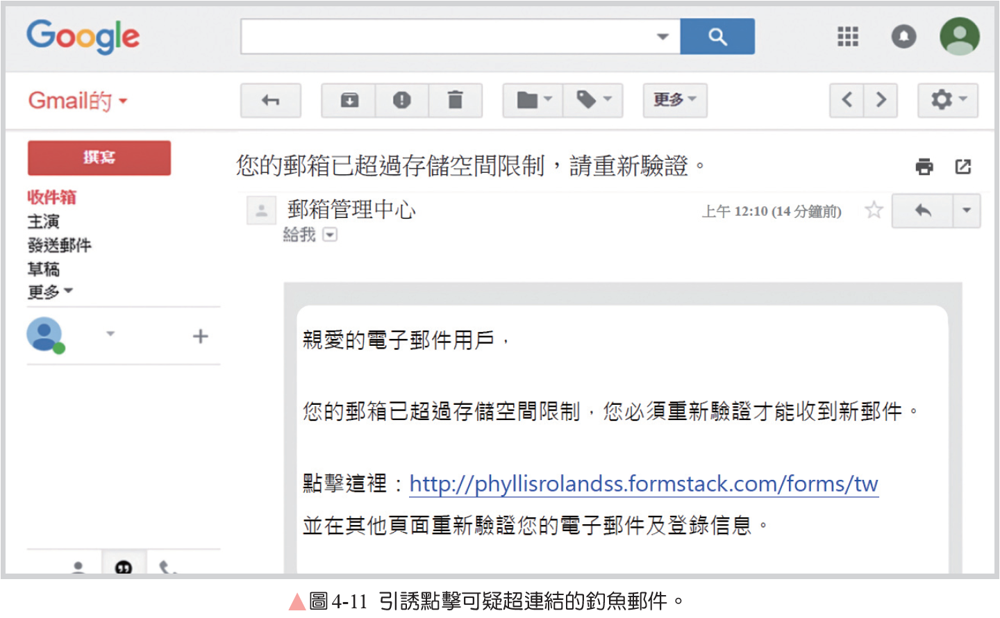 Google
Gmail的
更多
撰寫
您的郵箱已超過存儲空間限制，請重新驗證。
收件箱
郵箱管理中心
上午 12:10 (14 分鐘前)
主演
給我
發送郵件
草稿
更多
親愛的電子郵件用戶，
您的郵箱已超過存儲空間限制，您必須重新驗證才能收到新郵件。
點擊這裡：http://phyllisrolandss.formstack.com/forms/tw
並在其他頁面重新驗證您的電子郵件及登錄信息。
▲圖4-11 引誘點擊可疑超連結的釣魚郵件。